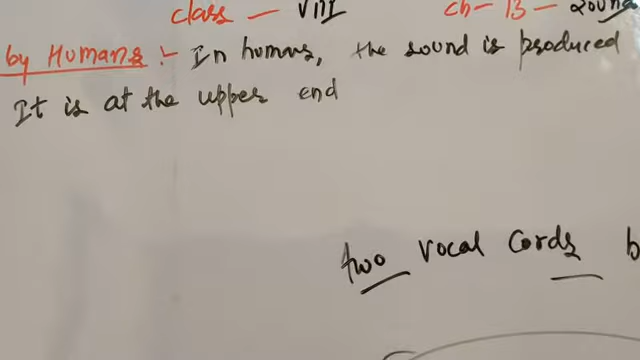 class - VIII ch - 13 - Sound
by Humans :- In humans, the sound is produced
It is at the upper end
two vocal cords